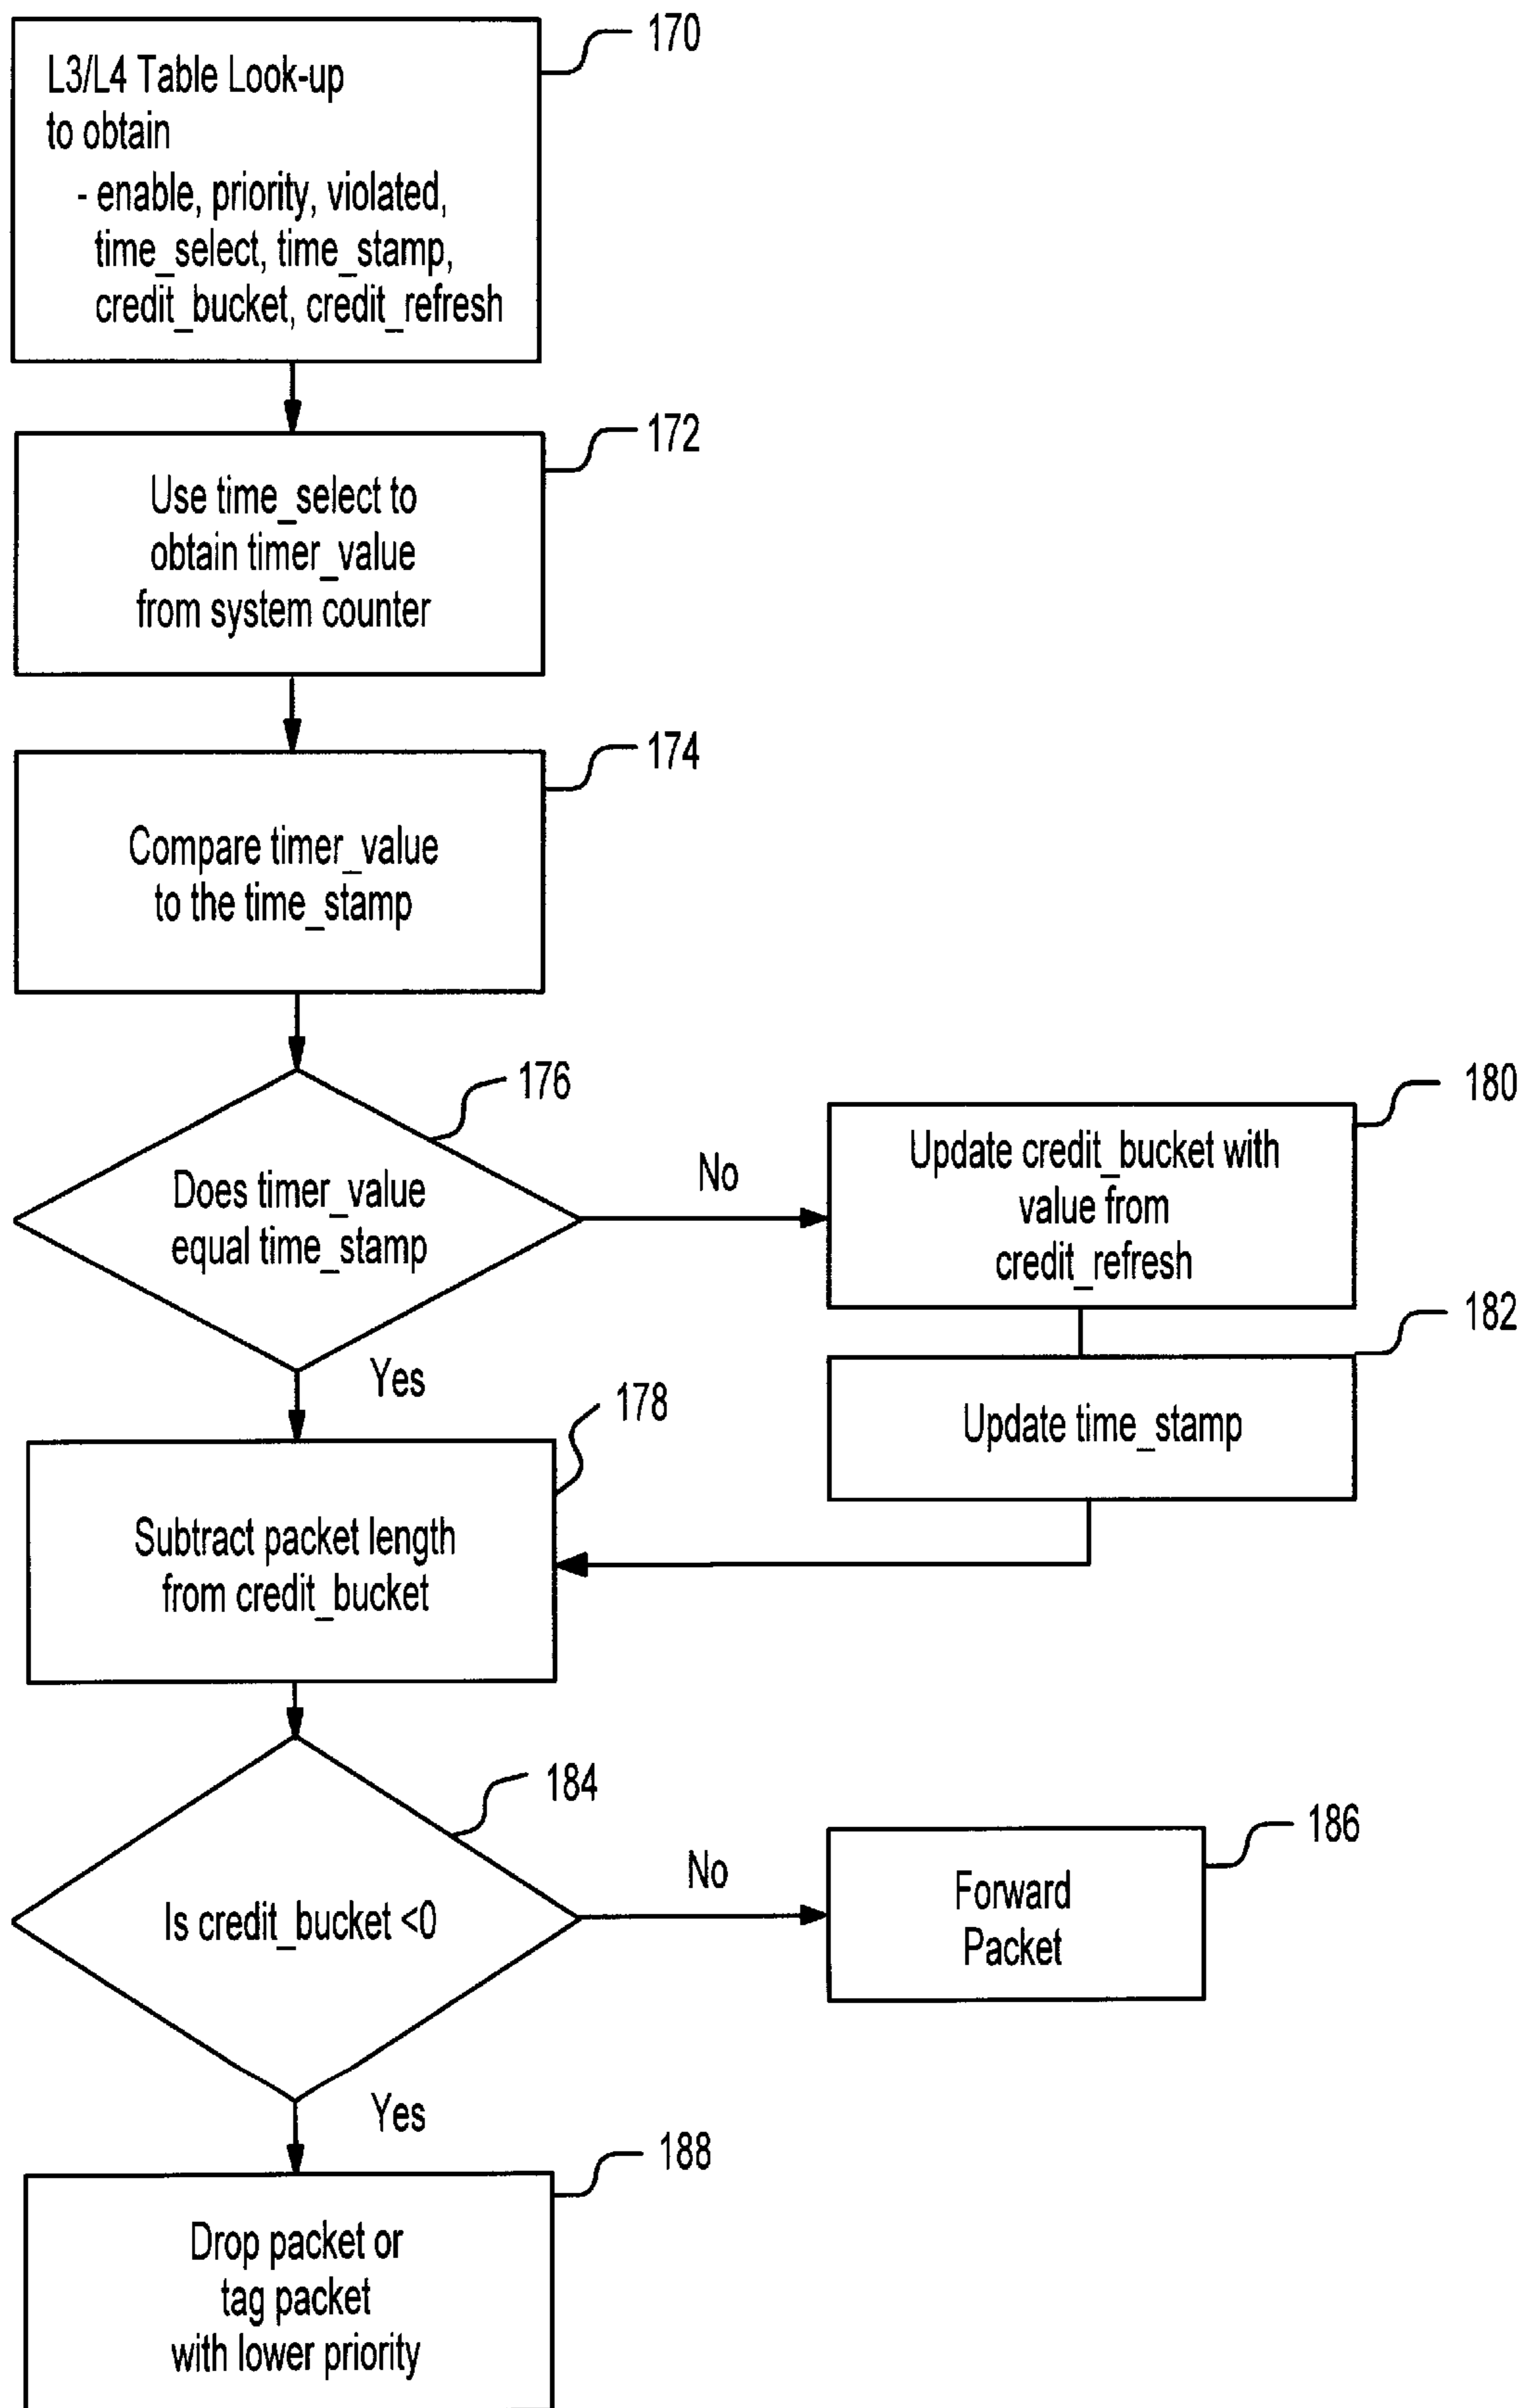 170
L3/L4 Table Look-up
to obtain
- enable, priority, violated,
time_select, time_stamp,
credit_bucket, credit_refresh
172
Use time_select to
obtain timer_value
from system counter
174
Compare timer_value
to the time_stamp
176
Does timer_value
equal time_stamp
No
180
Update credit_bucket with
value from
credit_refresh
182
Update time_stamp
Yes
178
Subtract packet length
from credit_bucket
184
Is credit_bucket <0
No
186
Forward
Packet
Yes
188
Drop packet or
tag packet
with lower priority